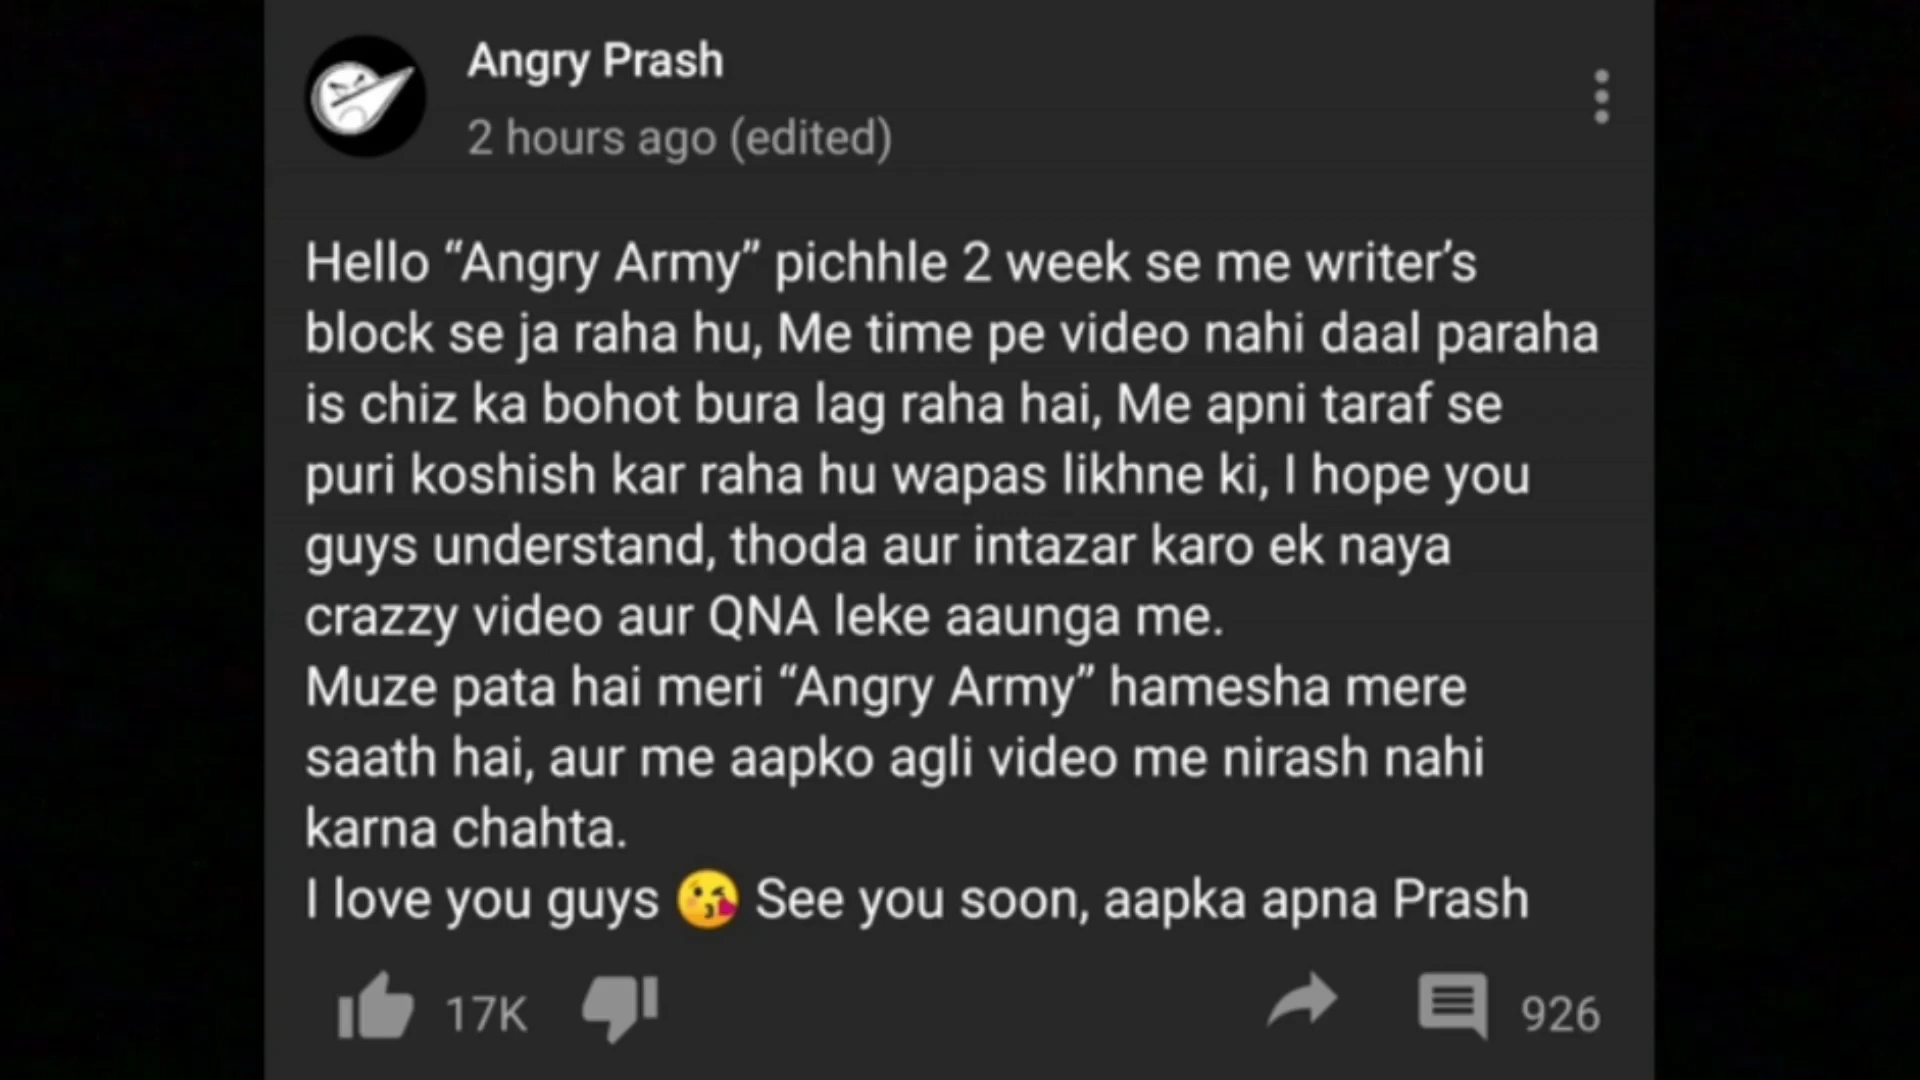 Angry Prash
2 hours ago (edited)
Hello “Angry Army” pichhle 2 week se me writer’s
block se ja raha hu, Me time pe video nahi daal paraha
is chiz ka bohot bura lag raha hai, Me apni taraf se
puri koshish kar raha hu wapas likhne ki, I hope you
guys understand, thoda aur intazar karo ek naya
crazzy video aur QNA leke aaunga me.
Muze pata hai meri “Angry Army” hamesha mere
saath hai, aur me aapko agli video me nirash nahi
karna chahta.
I love you guys 😘 See you soon, aapka apna Prash
17K 926